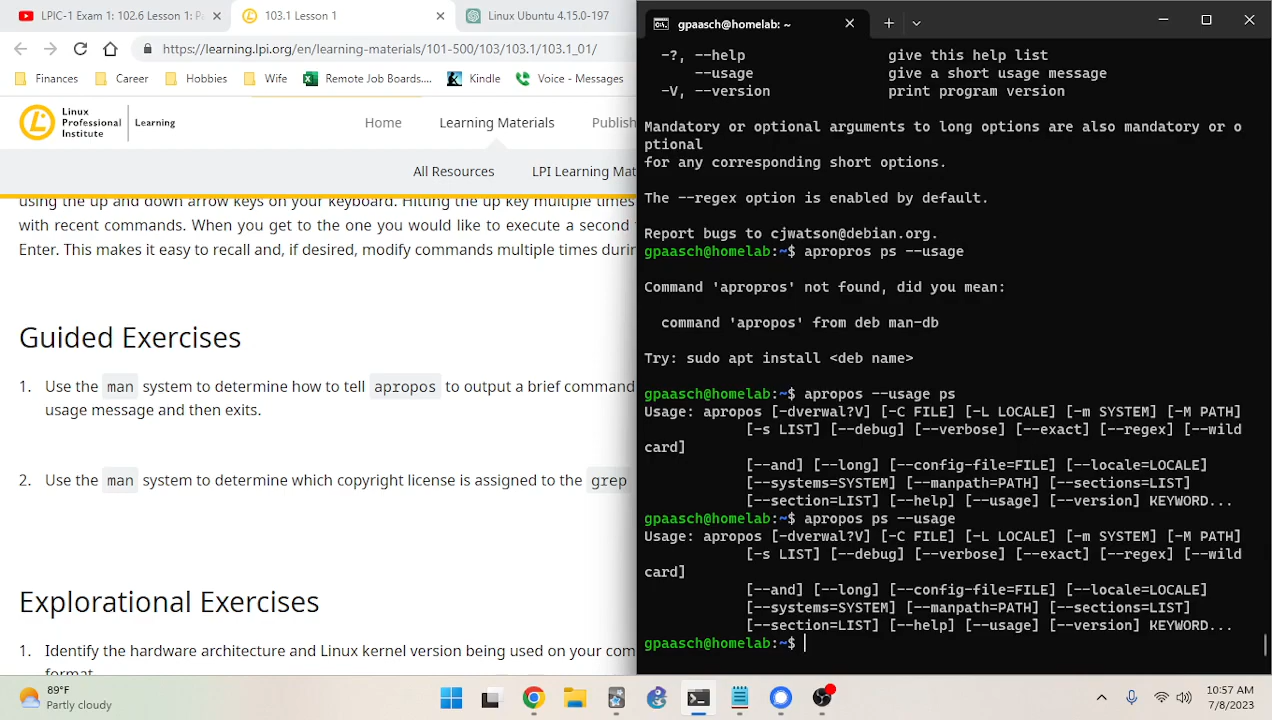 LPIC-1 Exam 1: 102.6 Lesson 1: P
103.1 Lesson 1
Linux Ubuntu 4.15.0-197
https://learning.lpi.org/en/learning-materials/101-500/103/103.1/103.1_01/
Finances
Career
Hobbies
Wife
Remote Job Boards....
Kindle
Voice - Messages
Linux
Professional
Institute
Learning
Home
Learning Materials
Publish
All Resources
LPI Learning Mat
using the up and down arrow keys on your keyboard. Hitting the up key multiple times
with recent commands. When you get to the one you would like to execute a second
Enter. This makes it easy to recall and, if desired, modify commands multiple times durin
Guided Exercises
1. Use the man system to determine how to tell apropos to output a brief command
usage message and then exits.
2. Use the man system to determine which copyright license is assigned to the grep
Explorational Exercises
1. Identify the hardware architecture and Linux kernel version being used on your com
format.
gpaasch@homelab: ~
-?, --help give this help list
--usage give a short usage message
-V, --version print program version
Mandatory or optional arguments to long options are also mandatory or o
ptional
for any corresponding short options.
The --regex option is enabled by default.
Report bugs to cjwatson@debian.org.
gpaasch@homelab:~$ apropros ps --usage
Command 'apropros' not found, did you mean:
command 'apropos' from deb man-db
Try: sudo apt install <deb name>
gpaasch@homelab:~$ apropos --usage ps
Usage: apropos [-dverwal?V] [-C FILE] [-L LOCALE] [-m SYSTEM] [-M PATH]
[-s LIST] [--debug] [--verbose] [--exact] [--regex] [--wild
card]
[--and] [--long] [--config-file=FILE] [--locale=LOCALE]
[--systems=SYSTEM] [--manpath=PATH] [--sections=LIST]
[--section=LIST] [--help] [--usage] [--version] KEYWORD...
gpaasch@homelab:~$ apropos ps --usage
Usage: apropos [-dverwal?V] [-C FILE] [-L LOCALE] [-m SYSTEM] [-M PATH]
[-s LIST] [--debug] [--verbose] [--exact] [--regex] [--wild
card]
[--and] [--long] [--config-file=FILE] [--locale=LOCALE]
[--systems=SYSTEM] [--manpath=PATH] [--sections=LIST]
[--section=LIST] [--help] [--usage] [--version] KEYWORD...
gpaasch@homelab:~$
89°F
Partly cloudy
10:57 AM
7/8/2023